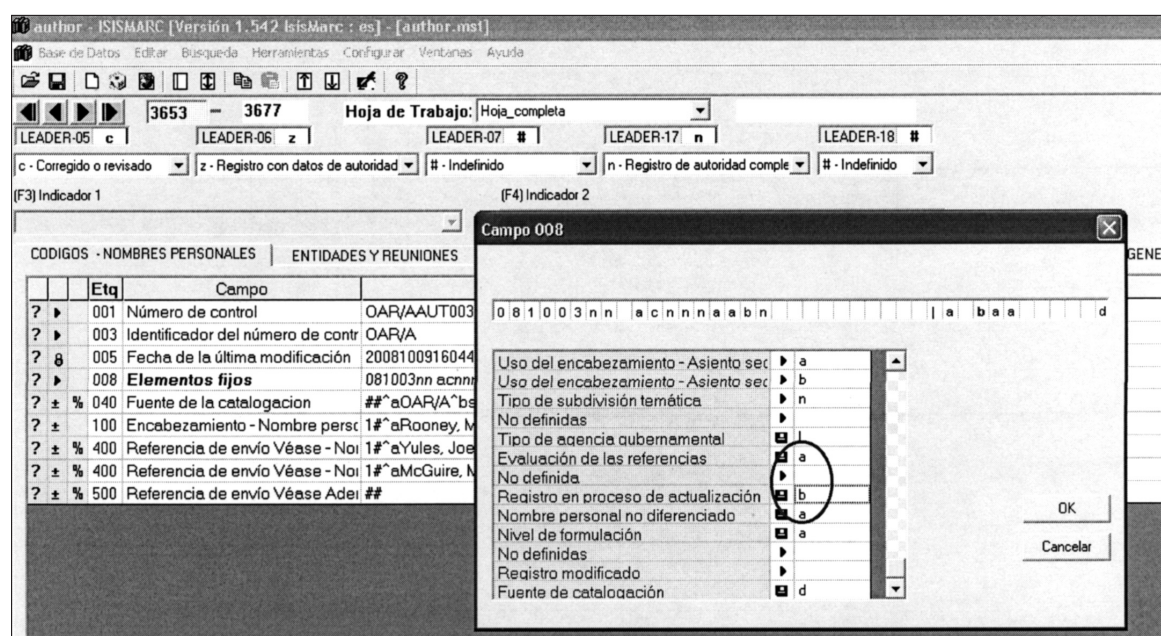 author - ISISMARC [Versión 1.542 IsisMarc : es] - [author.mst]
Base de Datos Editar Búsqueda Herramientas Configurar Ventanas Ayuda
3653 – 3677 Hoja de Trabajo: Hoja_completa
LEADER-05 c LEADER-06 z LEADER-07 # LEADER-17 n LEADER-18 #
c - Corregido o revisado z - Registro con datos de autoridad # - Indefinido n - Registro de autoridad comple # - Indefinido
(F3) Indicador 1 (F4) Indicador 2
CODIGOS - NOMBRES PERSONALES ENTIDADES Y REUNIONES GENE
Etq Campo
? 001 Número de control OAR/AAUT003
? 003 Identificador del número de contr OAR/A
? 8 005 Fecha de la última modificación 2008100916044
? 008 Elementos fijos 081003nn acnnr
? ± % 040 Fuente de la catalogacion ##^aOAR/A^bs
? ± 100 Encabezamiento - Nombre persc 1#^aRooney, M
? ± % 400 Referencia de envío Véase - Noi 1#^aYules, Joe
? ± % 400 Referencia de envío Véase - Noi 1#^aMcGuire, M
? ± % 500 Referencia de envío Véase Ader ##
Campo 008
081003nn acnnnaabn |a baa d
Uso del encabezamiento - Asiento sec a
Uso del encabezamiento - Asiento sec b
Tipo de subdivisión temática n
No definidas
Tipo de agencia gubernamental |
Evaluación de las referencias a
No definida
Registro en proceso de actualización b
Nombre personal no diferenciado a
Nivel de formulación a
No definidas
Registro modificado
Fuente de catalogación d
OK
Cancelar